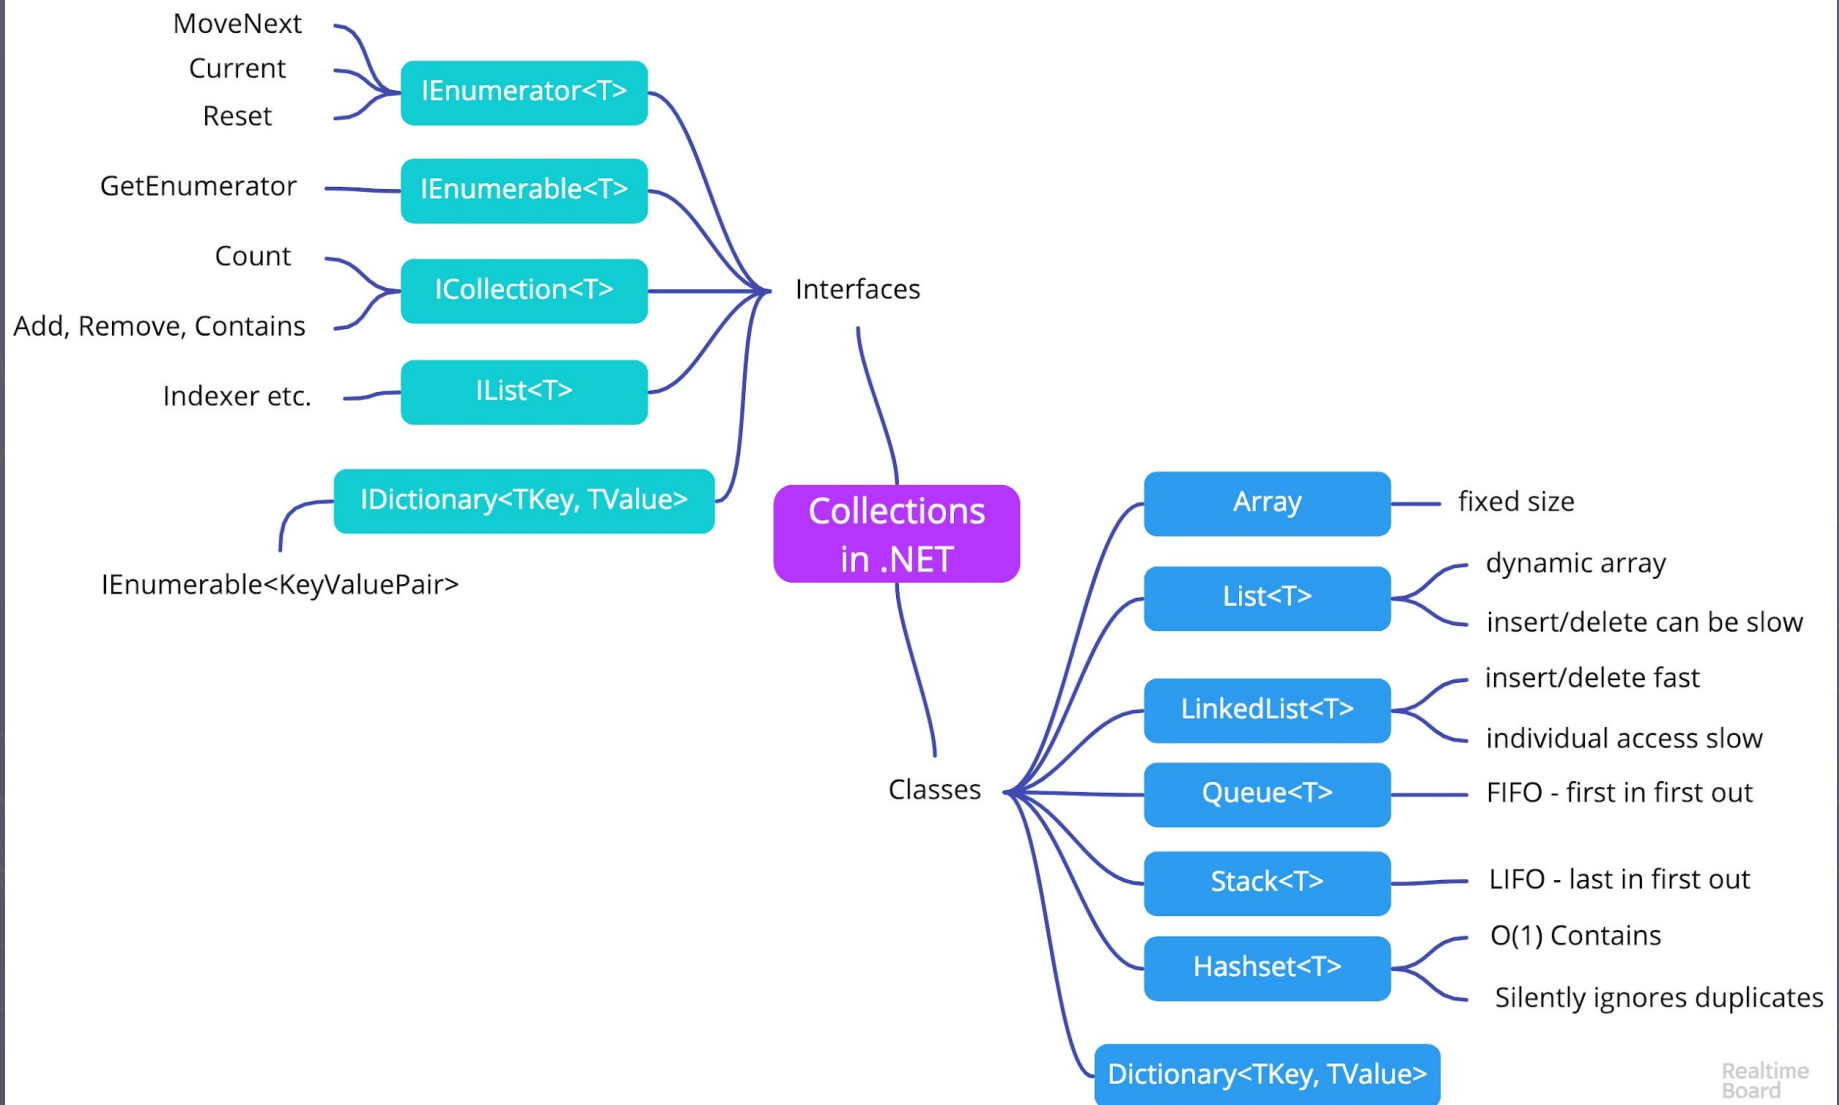 MoveNext
Current
Reset
IEnumerator<T>
GetEnumerator
IEnumerable<T>
Count
Add, Remove, Contains
ICollection<T>
Indexer etc.
IList<T>
IDictionary<TKey, TValue>
IEnumerable<KeyValuePair>
Interfaces
Collections
in .NET
Classes
Array
fixed size
List<T>
dynamic array
insert/delete can be slow
LinkedList<T>
insert/delete fast
individual access slow
Queue<T>
FIFO - first in first out
Stack<T>
LIFO - last in first out
Hashset<T>
O(1) Contains
Silently ignores duplicates
Dictionary<TKey, TValue>
Realtime
Board